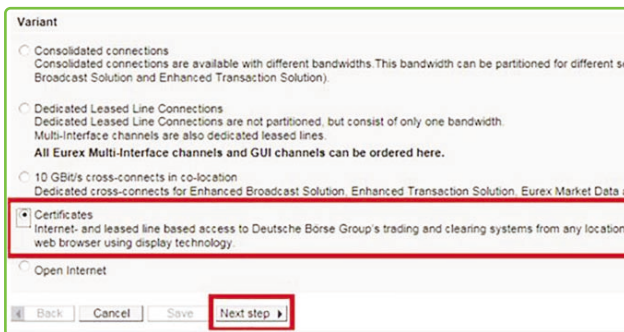 Variant
Consolidated connections
Consolidated connections are available with different bandwidths.This bandwidth can be partitioned for different
Broadcast Solution and Enhanced Transaction Solution).
Dedicated Leased Line Connections
Dedicated Leased Line Connections are not partitioned, but consist of only one bandwidth.
Multi-Interface channels are also dedicated leased lines.
All Eurex Multi-Interface channels and GUI channels can be ordered here.
10 GBit/s cross-connects in co-location
Dedicated cross-connects for Enhanced Broadcast Solution, Enhanced Transaction Solution, Eurex Market Data
Certificates
Internet- and leased line based access to Deutsche Börse Group's trading and clearing systems from any location
web browser using display technology.
Open Internet
Back Cancel Save Next step